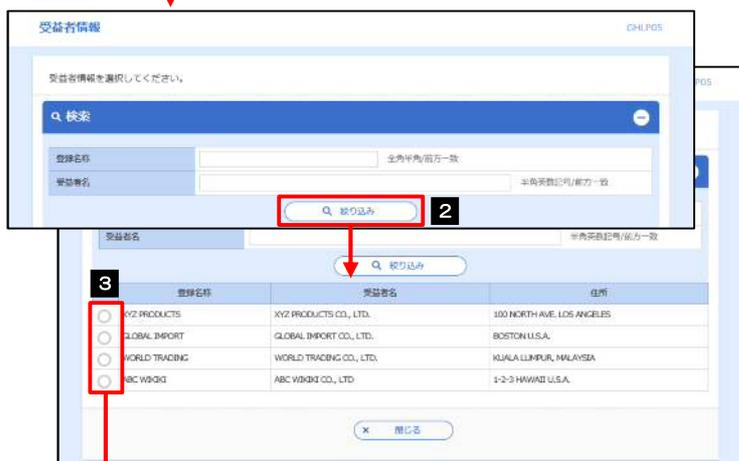 受益者情報 GHLP05
受益者情報を選択してください。
検索
登録名称 全角半角/前方一致
受益者名 半角英数記号/前方一致
絞り込み 2
P05
受益者名 半角英数記号/前方一致
絞り込み
3
登録名称 受益者名 住所
XYZ PRODUCTS XYZ PRODUCTS CO., LTD. 100 NORTH AVE. LOS ANGELES
GLOBAL IMPORT GLOBAL IMPORT CO., LTD. BOSTON U.S.A.
WORLD TRADING WORLD TRADING CO., LTD. KUALA LUMPUR, MALAYSIA
ABC WIKIKI ABC WIKIKI CO., LTD 1-2-3 HAWAII U.S.A.
× 閉じる